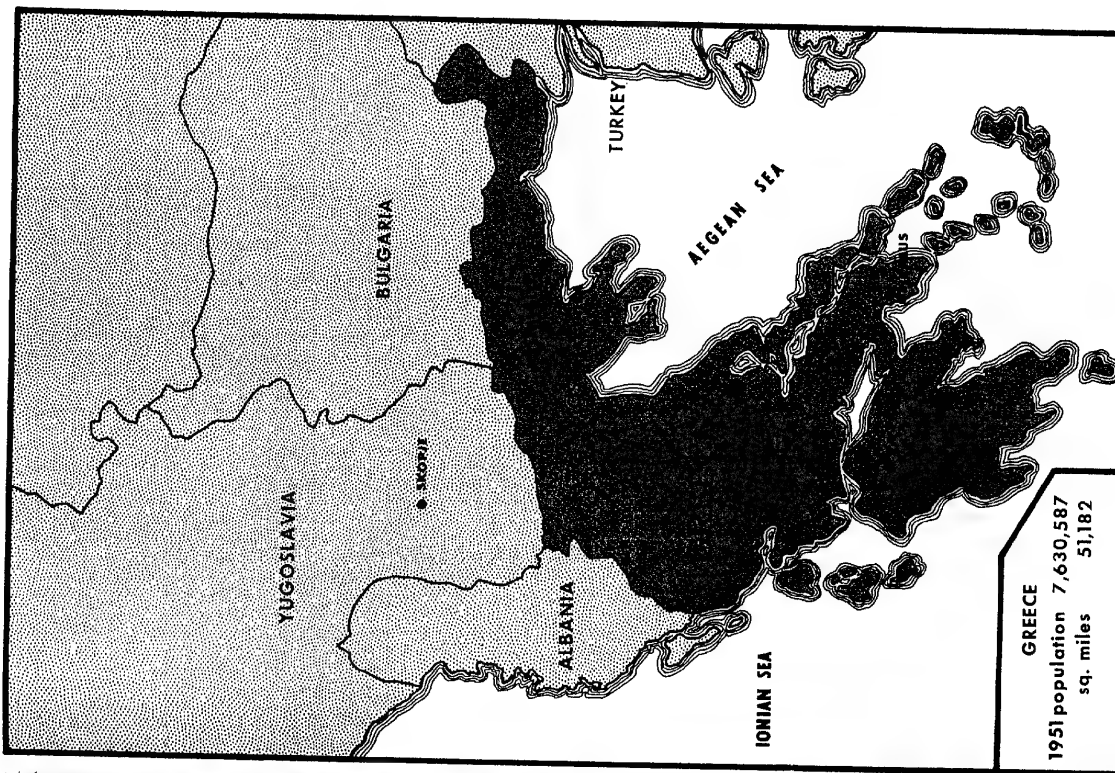 YUGOSLAVIA
BULGARIA
SKOPJE
ALBANIA
TURKEY
AEGEAN SEA
IONIAN SEA
GREECE
1951 population 7,630,587
sq. miles 51,182